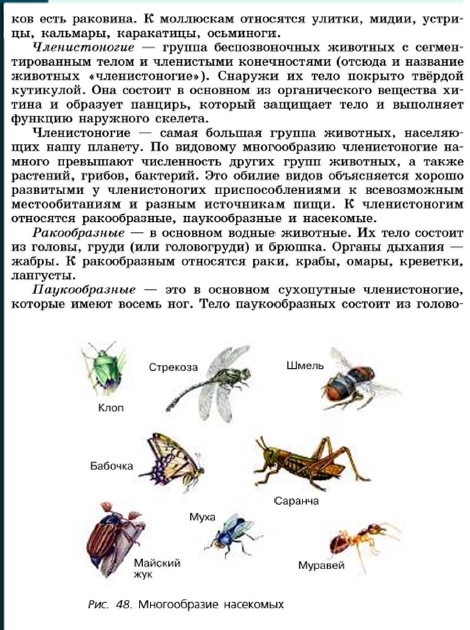 ков есть раковина. К моллюскам относятся улитки, мидии, устри-
цы, кальмары, каракатицы, осьминоги.
Членистоногие — группа беспозвоночных животных с сегмен-
тированным телом и членистыми конечностями (отсюда и название
животных «членистоногие»). Снаружи их тело покрыто твёрдой
кутикулой. Она состоит в основном из органического вещества хи-
тина и образует панцирь, который защищает тело и выполняет
функцию наружного скелета.
Членистоногие — самая большая группа животных, населяю-
щих нашу планету. По видовому многообразию членистоногие на-
много превышают численность других групп животных, а также
растений, грибов, бактерий. Это обилие видов объясняется хорошо
развитыми у членистоногих приспособлениями к всевозможным
местообитаниям и разным источникам пищи. К членистоногим
относятся ракообразные, паукообразные и насекомые.
Ракообразные — в основном водные животные. Их тело состоит
из головы, груди (или головогруди) и брюшка. Органы дыхания —
жабры. К ракообразным относятся раки, крабы, омары, креветки,
лангусты.
Паукообразные — это в основном сухопутные членистоногие,
которые имеют восемь ног. Тело паукообразных состоит из голово-
Стрекоза
Шмель
Клоп
Бабочка
Саранча
Муха
Майский
жук
Муравей
Рис. 48. Многообразие насекомых